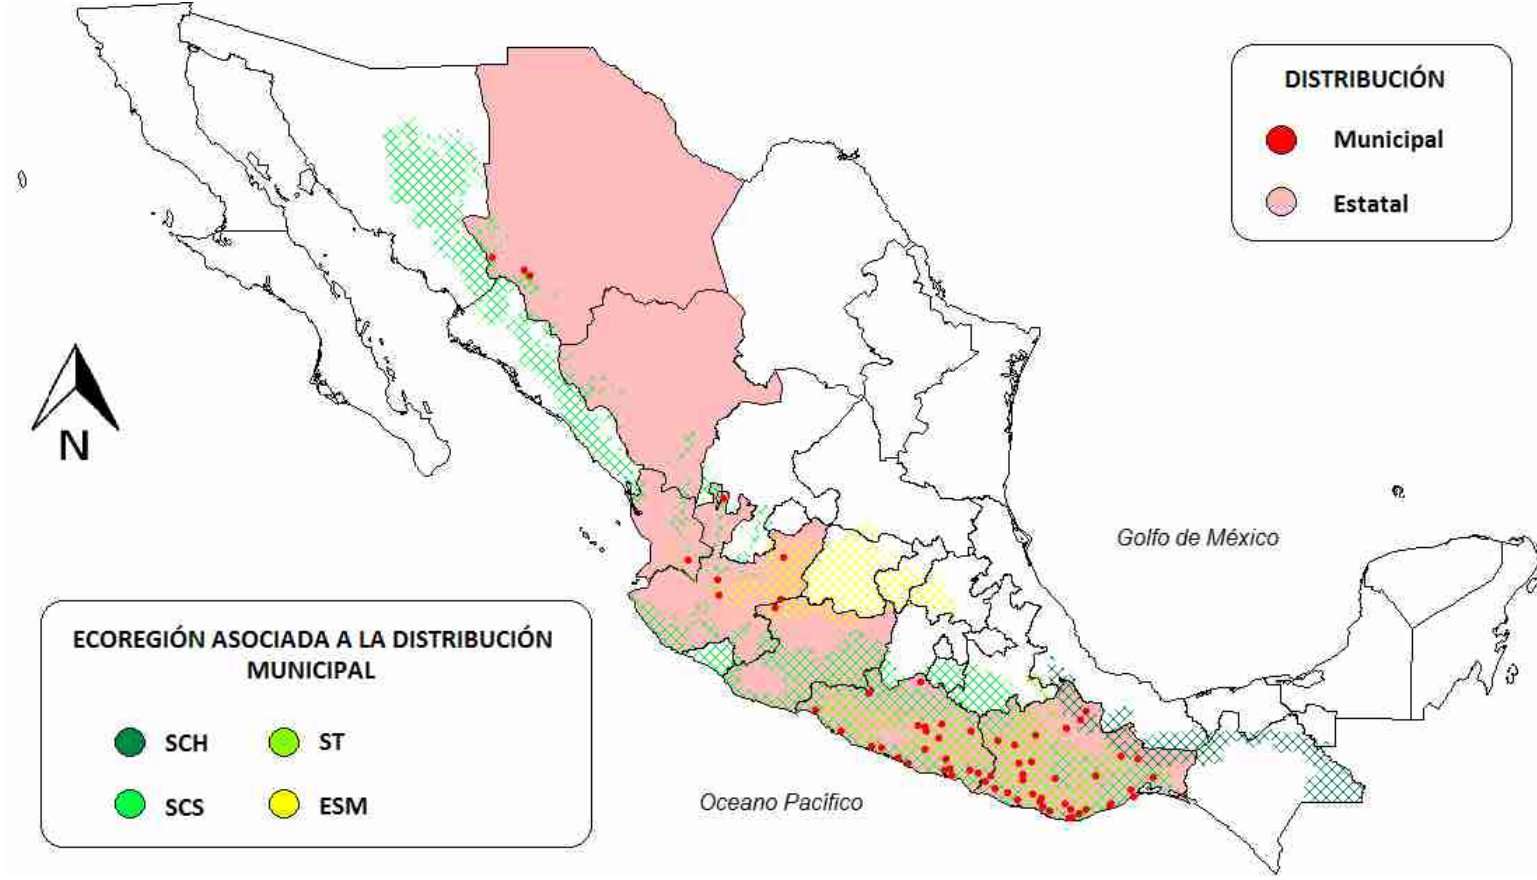 DISTRIBUCIÓN
Municipal
Estatal
N
Golfo de México
ECOREGIÓN ASOCIADA A LA DISTRIBUCIÓN
MUNICIPAL
SCH
ST
SCS
ESM
Oceano Pacífico